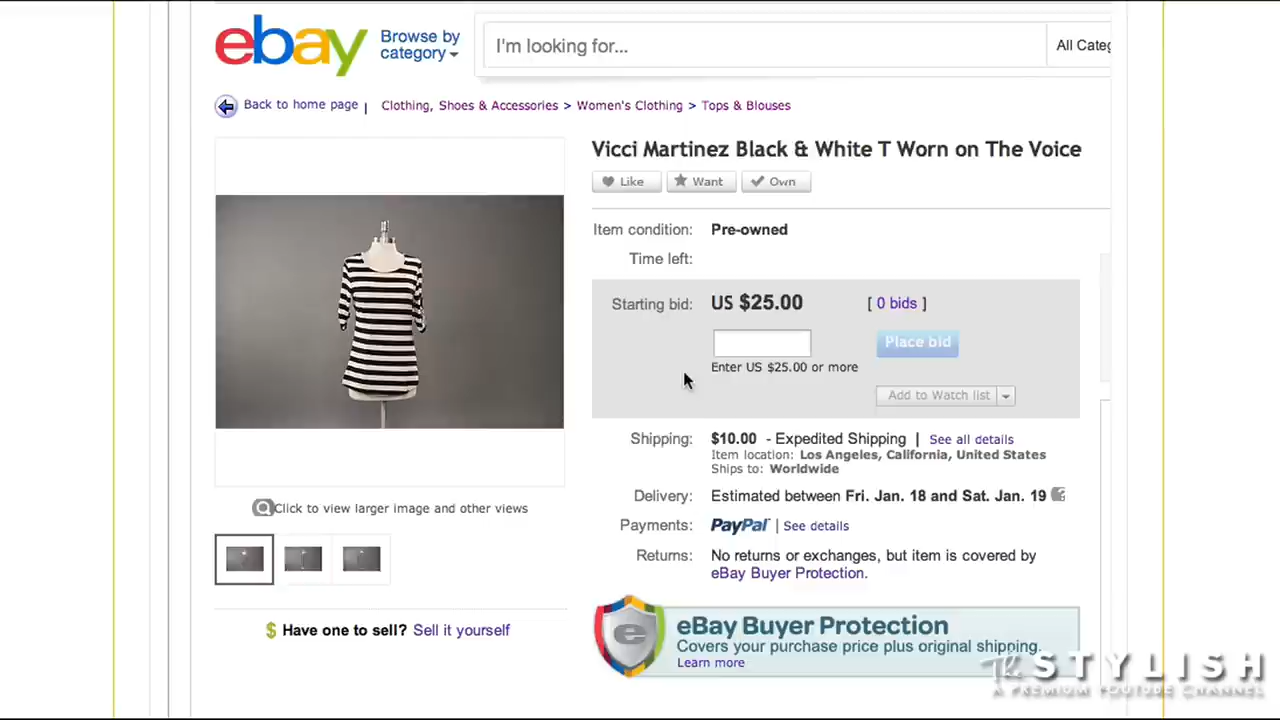 ebay
Browse by
category
I'm looking for...
All Categ
Back to home page | Clothing, Shoes & Accessories > Women's Clothing > Tops & Blouses
Vicci Martinez Black & White T Worn on The Voice
Like
Want
Own
Item condition: Pre-owned
Time left:
Starting bid: US $25.00 [ 0 bids ]
Place bid
Enter US $25.00 or more
Add to Watch list
Shipping: $10.00 - Expedited Shipping | See all details
Item location: Los Angeles, California, United States
Ships to: Worldwide
Delivery: Estimated between Fri. Jan. 18 and Sat. Jan. 19
Payments: PayPal | See details
Returns: No returns or exchanges, but item is covered by
eBay Buyer Protection.
Click to view larger image and other views
$ Have one to sell? Sell it yourself
e
eBay Buyer Protection
Covers your purchase price plus original shipping.
Learn more
The STYLISH
A PREMIUM YOUTUBE CHANNEL